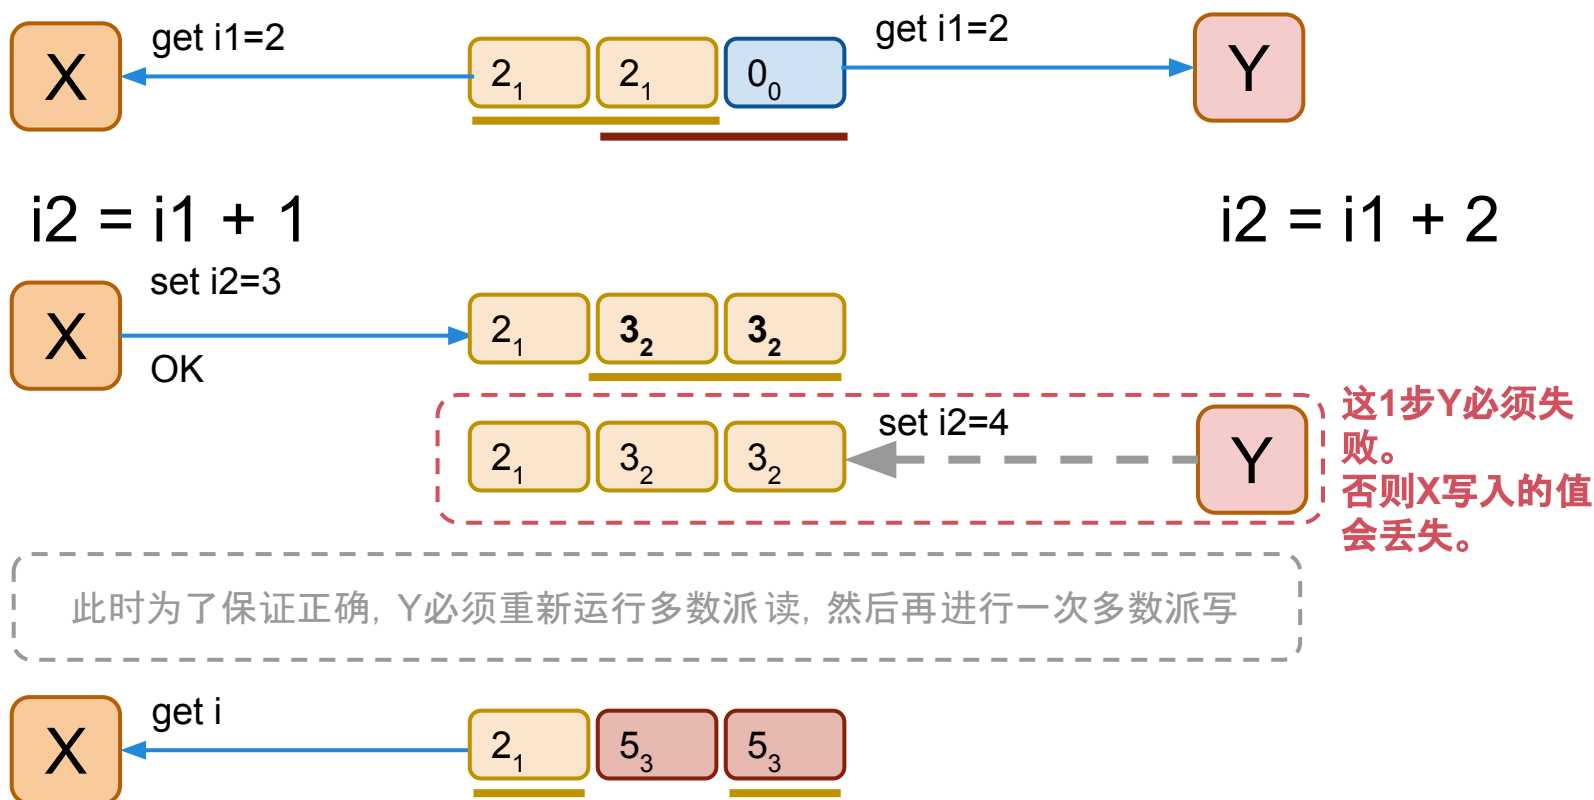 get i1=2
get i1=2
X
2₁ 2₁ 0₀
Y
i2 = i1 + 1
i2 = i1 + 2
set i2=3
X
2₁ 3₂ 3₂
OK
set i2=4
2₁ 3₂ 3₂
Y
这1步Y必须失
败。
否则X写入的值
会丢失。
此时为了保证正确, Y必须重新运行多数派读, 然后再进行一次多数派写
get i
X
2₁ 5₃ 5₃